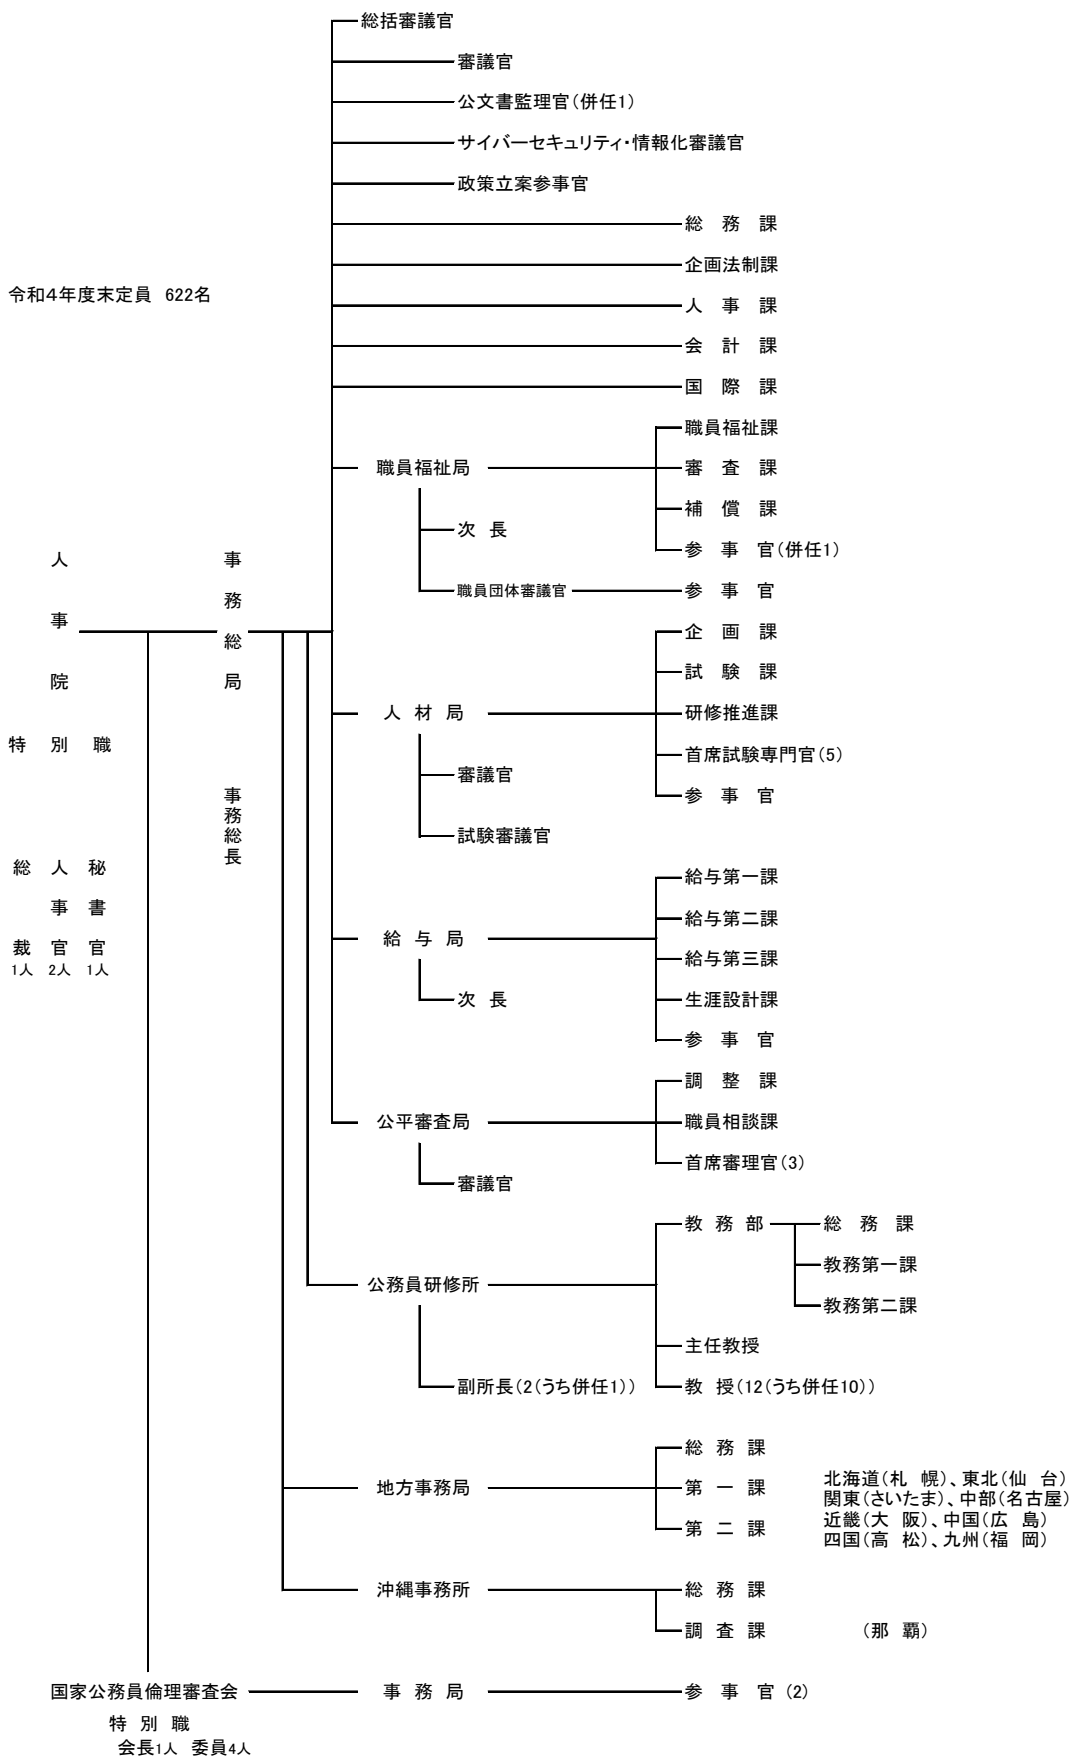 総括審議官
審議官
公文書監理官（併任1）
サイバーセキュリティ・情報化審議官
政策立案参事官
総　務　課
企画法制課
令和４年度末定員　622名
人　事　課
会　計　課
国　際　課
職員福祉局
職員福祉課
審　査　課
補　償　課
参　事　官（併任1）
次　長
職員団体審議官
参　事　官
人事院
特　別　職
総裁
1人
人事官
2人
秘書官
1人
事務総局
事務総長
人　材　局
企　画　課
試　験　課
研修推進課
首席試験専門官（5）
参　事　官
審議官
試験審議官
給　与　局
給与第一課
給与第二課
給与第三課
生涯設計課
参　事　官
次　長
公平審査局
調　整　課
職員相談課
首席審理官（3）
審議官
公務員研修所
教　務　部
総　務　課
教務第一課
教務第二課
主任教授
教　授（12（うち併任10））
副所長（2（うち併任1））
地方事務局
総　務　課
第　一　課
第　二　課
北海道（札　幌）、東北（仙　台）
関東（さいたま）、中部（名古屋）
近畿（大　阪）、中国（広　島）
四国（高　松）、九州（福　岡）
沖縄事務所
総　務　課
調　査　課
（那　覇）
国家公務員倫理審査会
事　務　局
参　事　官　（2）
特　別　職
会長1人　委員4人